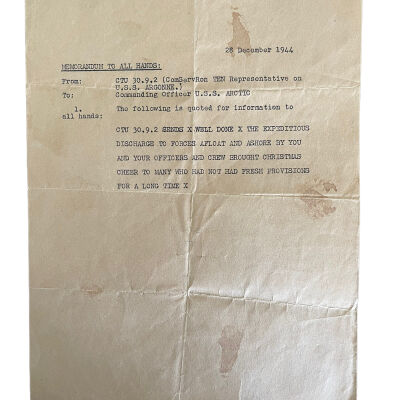 28 December 1944
MEMORANDUM TO ALL HANDS:
From: CTU 30.9.2 (ComServRon TEN Representative on
U.S.S. ARGONNE.)
To: Commanding Officer U.S.S. ARCTIC
1. The following is quoted for information to
all hands:
CTU 30.9.2 SENDS X WELL DONE X THE EXPEDITIOUS
DISCHARGE TO FORCES AFLOAT AND ASHORE BY YOU
AND YOUR OFFICERS AND CREW BROUGHT CHRISTMAS
CHEER TO MANY WHO HAD NOT HAD FRESH PROVISIONS
FOR A LONG TIME X